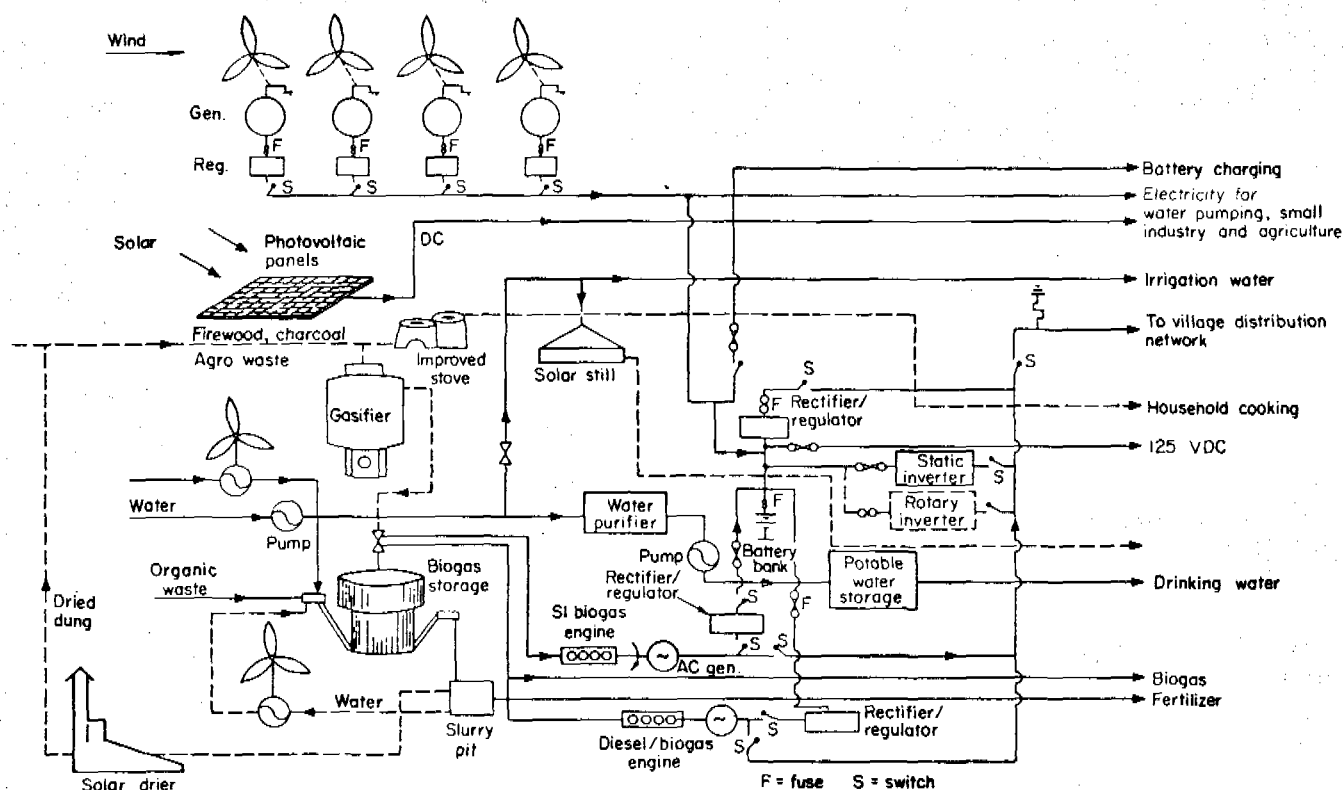 Wind
Gen.
F
F
F
F
Reg.
S
S
S
S
Battery charging
Electricity for
water pumping, small
industry and agriculture
Solar
Photovoltaic
panels
DC
Irrigation water
Firewood, charcoal
Agro waste
Improved
stove
Solar still
To village distribution
network
S
S
F
Rectifier/
regulator
Household cooking
Gasifier
125 VDC
Static
inverter
S
Rotary
inverter
S
Water
Pump
Water
purifier
F
Battery
bank
Pump
Potable
water
storage
Drinking water
Organic
waste
Biogas
storage
Rectifier/
regulator
S
F
Dried
dung
SI biogas
engine
S
S
AC gen.
Biogas
Fertilizer
Water
Slurry
pit
Diesel/biogas
engine
S
S
Rectifier/
regulator
Solar drier
F = fuse S = switch